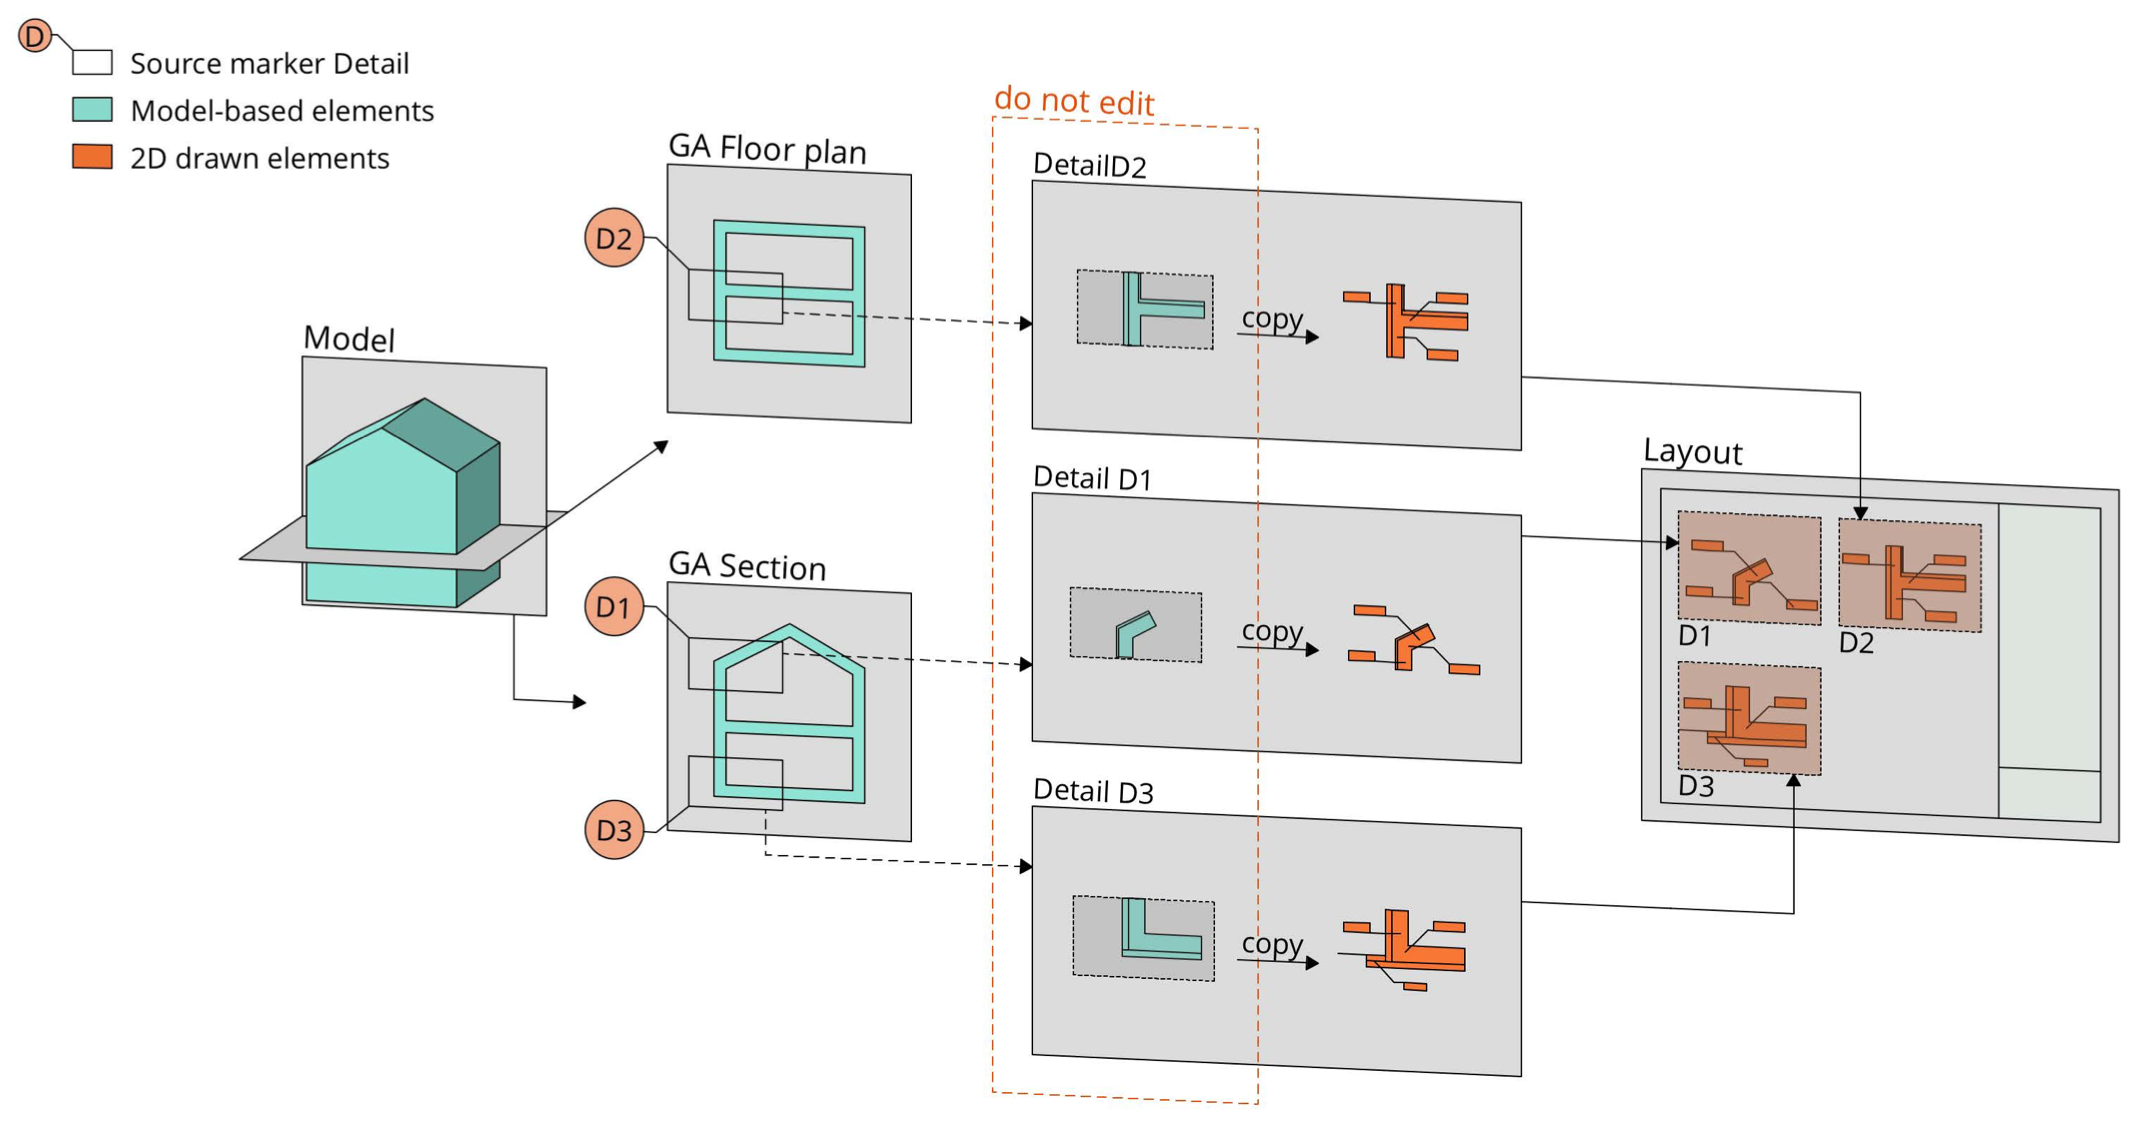 D
Source marker Detail
Model-based elements
2D drawn elements
do not edit
GA Floor plan
DetailD2
D2
copy
Model
Layout
Detail D1
GA Section
D1
copy
D1
D2
D3
Detail D3
D3
copy